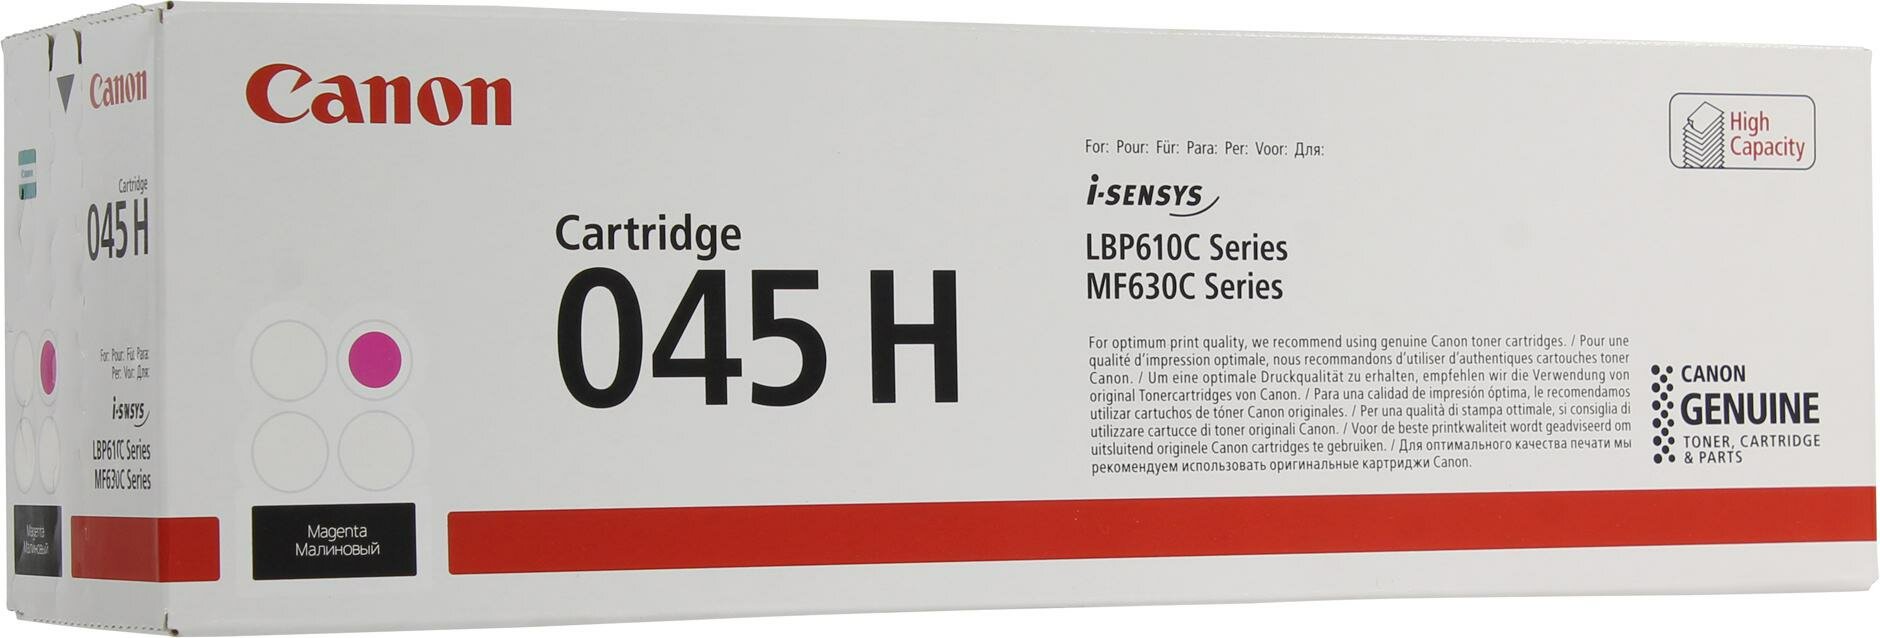 Canon
Cartridge
045 H
For: Pour: Für: Para:
Per: Voor: Для:
i-SENSYS
LBP610C Series
MF630C Series
Magenta
Малиновый
Canon
Cartridge
045 H
Magenta
Малиновый
For: Pour: Für: Para: Per: Voor: Для:
i-SENSYS
LBP610C Series
MF630C Series
High
Capacity
For optimum print quality, we recommend using genuine Canon toner cartridges. / Pour une
qualité d'impression optimale, nous recommandons d'utiliser d'authentiques cartouches toner
Canon. / Um eine optimale Druckqualität zu erhalten, empfehlen wir die Verwendung von
original Tonercartridges von Canon. / Para una calidad de impresión óptima, le recomendamos
utilizar cartuchos de tóner Canon originales. / Per una qualità di stampa ottimale, si consiglia di
utilizzare cartucce di toner originali Canon. / Voor de beste printkwaliteit wordt geadviseerd om
uitsluitend originele Canon cartridges te gebruiken. / Для оптимального качества печати мы
рекомендуем использовать оригинальные картриджи Canon.
CANON
GENUINE
TONER, CARTRIDGE
& PARTS